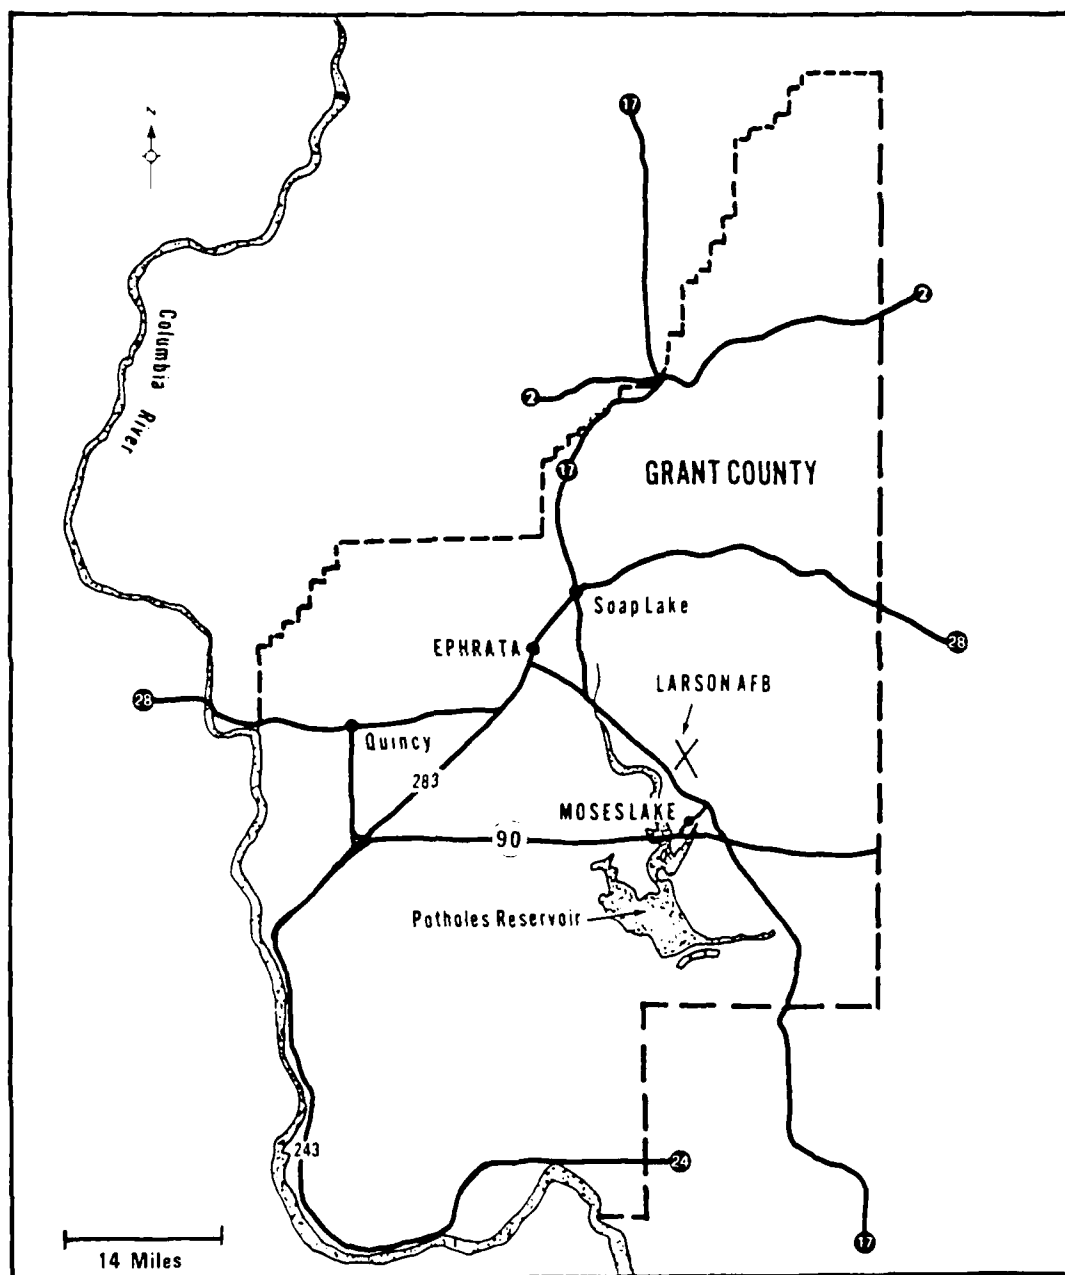 17
z
2
Columbia River
2
17
GRANT COUNTY
Soap Lake
EPHRATA
28
LARSON AFB
28
Quincy
283
MOSES LAKE
90
Potholes Reservoir
243
24
14 Miles
17